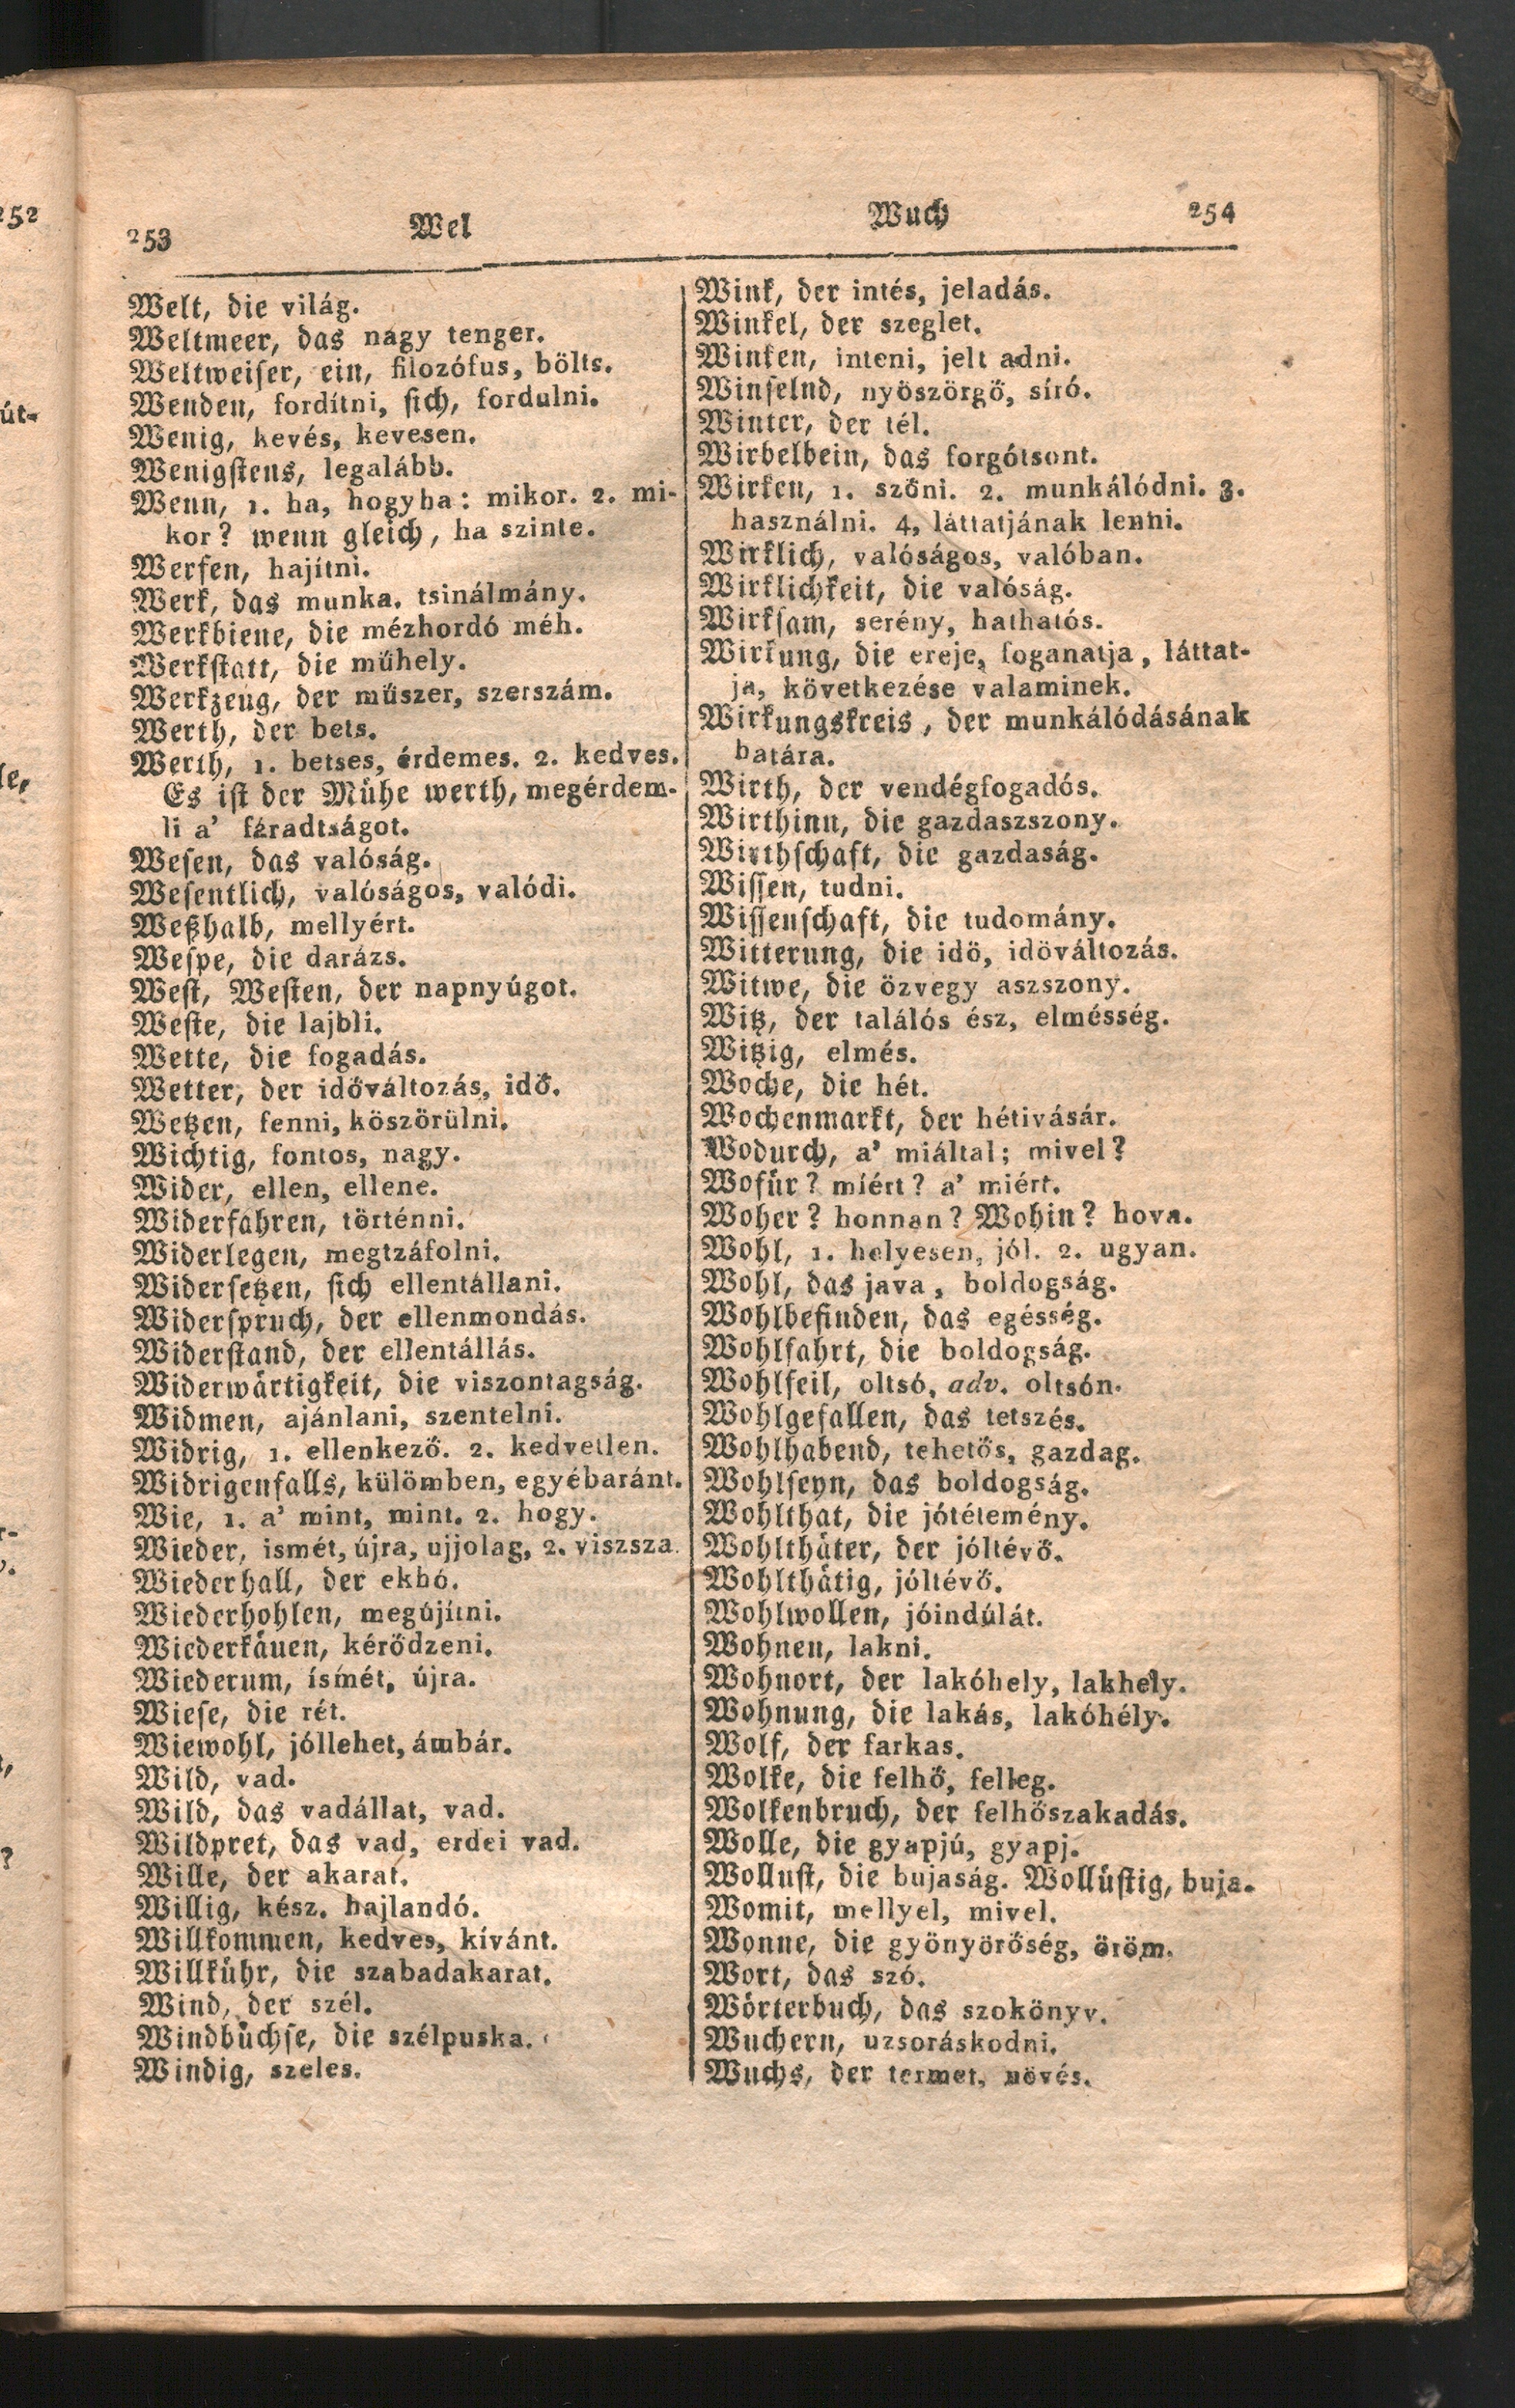 253
Wel
Wuch
254
Welt, die világ.
Weltmeer, das nagy tenger.
Weltweiser, ein, filozófus, bölts.
Wenden, fordítni, sich, fordulni.
Wenig, kevés, kevesen.
Wenigstens, legalább.
Wenn, 1. ha, hogyha: mikor. 2. mi-
kor? wenn gleich, ha szinte.
Werfen, hajítni.
Werk, das munka. tsinálmány.
Werkbiene, die mézhordó méh.
Werkstatt, die műhely.
Werkzeug, der műszer, szerszám.
Werth, der bets.
Werth, 1. betses, érdemes. 2. kedves.
Es ist der Mühe werth, megérdem-
li a' fáradtságot.
Wesen, das valóság.
Wesentlich, valóságos, valódi.
Weßhalb, mellyért.
Wespe, die darázs.
West, Westen, der napnyúgot.
Weste, die lajbli.
Wette, die fogadás.
Wetter, der időváltozás, idő.
Wetzen, fenni, köszörülni.
Wichtig, fontos, nagy.
Wider, ellen, ellene.
Widerfahren, történni.
Widerlegen, megtzáfolni.
Widersetzen, sich ellentállani.
Widerspruch, der ellenmondás.
Widerstand, der ellentállás.
Widerwärtigkeit, die viszontagság.
Widmen, ajánlani, szentelni.
Widrig, 1. ellenkező. 2. kedvetlen.
Widrigenfalls, külömben, egyébaránt.
Wie, 1. a' mint, mint. 2. hogy.
Wieder, ismét, újra, ujjolag, 2. viszsza.
Wiederhall, der ekhó.
Wiederhohlen, megújítni.
Wiederkäuen, kérődzeni.
Wiederum, ísmét, újra.
Wiese, die rét.
Wiewohl, jóllehet, ámbár.
Wild, vad.
Wild, das vadállat, vad.
Wildpret, das vad, erdei vad.
Wille, der akarat.
Willig, kész. hajlandó.
Willkommen, kedves, kívánt.
Willkühr, die szabadakarat.
Wind, der szél.
Windbüchse, die szélpuska.
Windig, szeles.
Wink, der intés, jeladás.
Winkel, der szeglet.
Winken, inteni, jelt adni.
Winselnd, nyöszörgő, síró.
Winter, der tél.
Wirbelbein, das forgótsont.
Wirken, 1. szőni. 2. munkálódni. 3.
használni. 4, láttatjának lenni.
Wirklich, valóságos, valóban.
Wirklichkeit, die valóság.
Wirksam, serény, hathatós.
Wirkung, die ereje, foganatja, láttat-
ja, következése valaminek.
Wirkungskreis, der munkálódásának
batára.
Wirth, der vendégfogadós.
Wirthinn, die gazdaszszony.
Wirthschaft, die gazdaság.
Wissen, tudni.
Wissenschaft, die tudomány.
Witterung, die idö, idöváltozás.
Witwe, die özvegy aszszony.
Witz, der találós ész, elmésség.
Witzig, elmés.
Woche, die hét.
Wochenmarkt, der hétivásár.
Wodurch, a' miáltal; mivel?
Wofür? míért? a' miért.
Woher? honnan? Wohin? hova.
Wohl, 1. helyesen, jól. 2. ugyan.
Wohl, das java, boldogság.
Wohlbefinden, das egésség.
Wohlfahrt, die boldogság.
Wohlfeil, oltsó, adv. oltsón.
Wohlgefallen, das tetszés.
Wohlhabend, tehetős, gazdag.
Wohlseyn, das boldogság.
Wohlthat, die jótétemény.
Wohlthäter, der jóltévő.
Wohlthätig, jóltévő.
Wohlwollen, jóindúlát.
Wohnen, lakni.
Wohnort, der lakóhely, lakhely.
Wohnung, die lakás, lakóhély.
Wolf, der farkas.
Wolke, die felhő, felleg.
Wolkenbruch, der felhőszakadás.
Wolle, die gyapjú, gyapj.
Wollust, die bujaság. Wollüstig, buja.
Womit, mellyel, mivel.
Wonne, die gyönyörőség, öröm.
Wort, das szó.
Wörterbuch, das szokönyv.
Wuchern, uzsoráskodni.
Wuchs, der termet, növés.